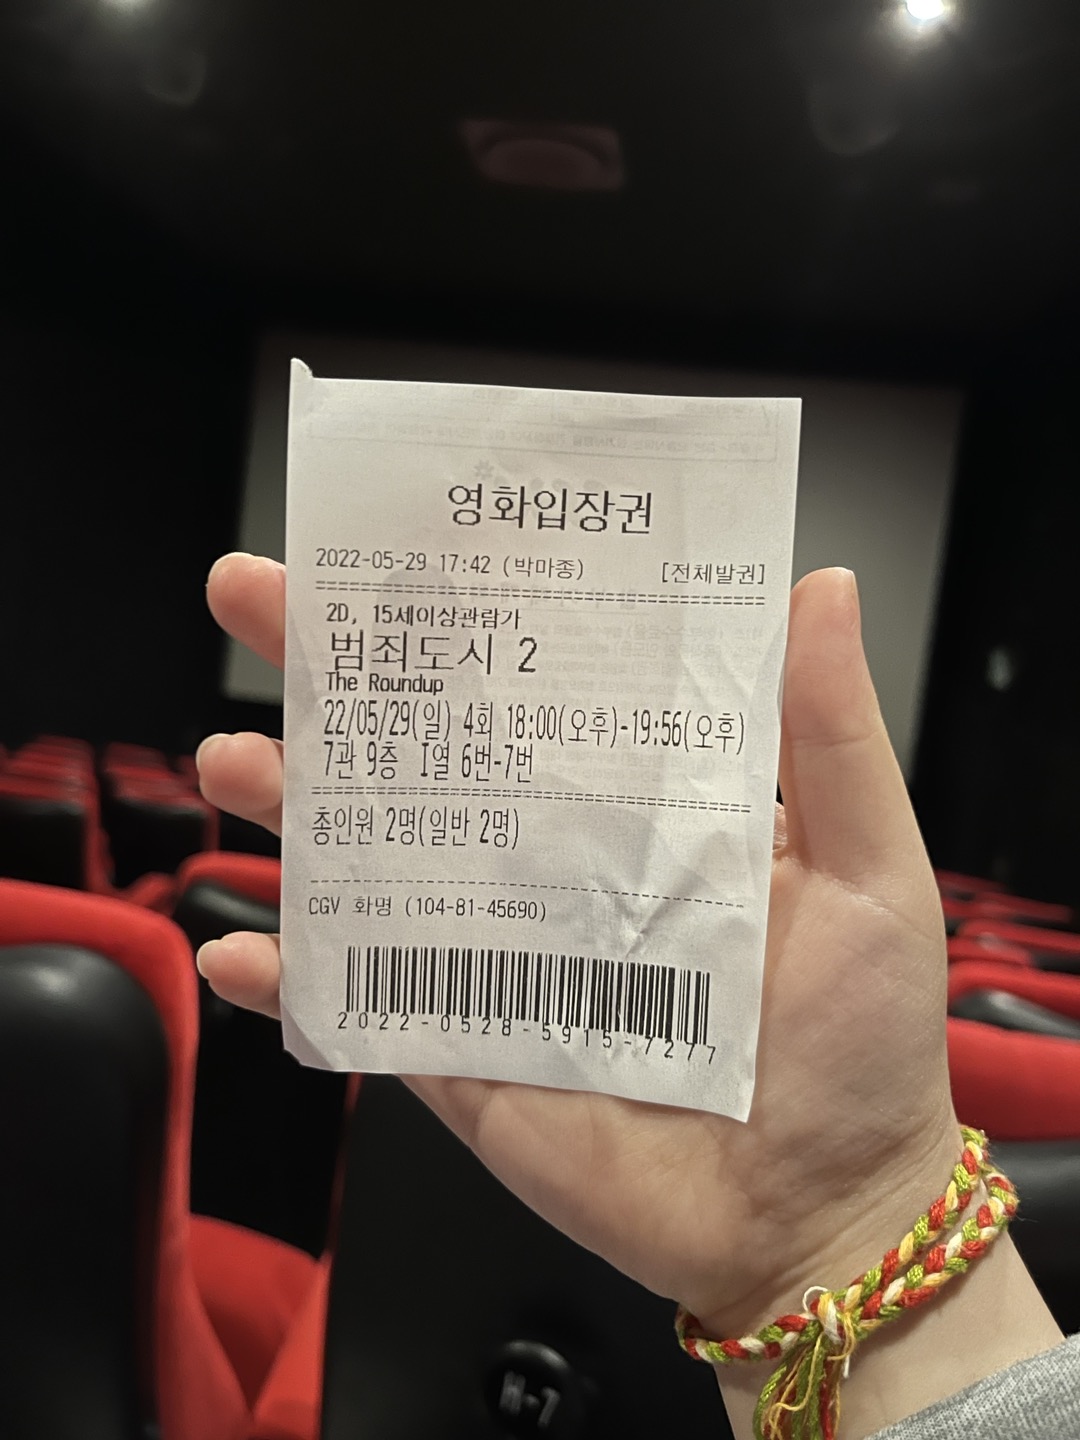 영화입장권
2022-05-29 17:42 (박마종) [전체발권]
2D, 15세이상관람가
범죄도시 2
The Roundup
22/05/29(일) 4회 18:00(오후)-19:56(오후)
7관 9층 I열 6번-7번
총인원 2명(일반 2명)
CGV 화명 (104-81-45690)
2022-0528-5915-7277
H-7